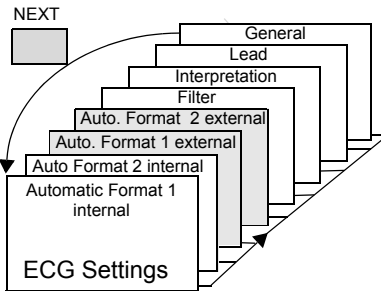 NEXT
General
Lead
Interpretation
Filter
Auto. Format  2 external
Auto. Format 1 external
Auto Format 2 internal
Automatic Format 1
internal
ECG Settings